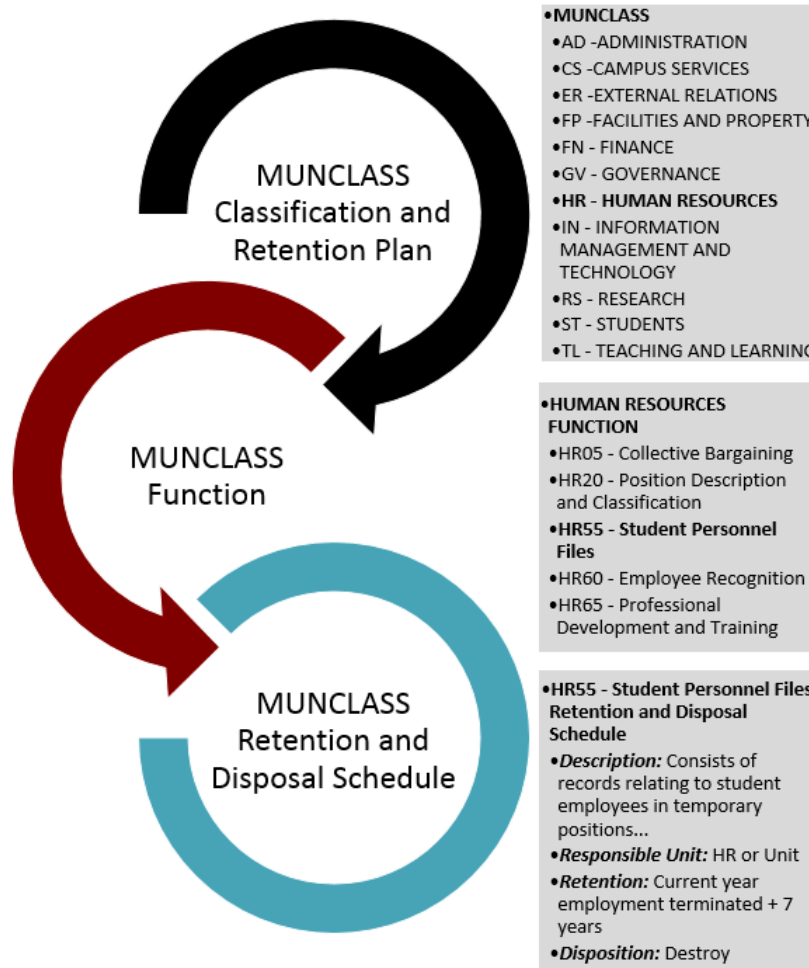 MUNCLASS
Classification and
Retention Plan
•MUNCLASS
•AD -ADMINISTRATION
•CS -CAMPUS SERVICES
•ER -EXTERNAL RELATIONS
•FP -FACILITIES AND PROPERTY
•FN - FINANCE
•GV - GOVERNANCE
•HR - HUMAN RESOURCES
•IN - INFORMATION
MANAGEMENT AND
TECHNOLOGY
•RS - RESEARCH
•ST - STUDENTS
•TL - TEACHING AND LEARNING
MUNCLASS
Function
•HUMAN RESOURCES
FUNCTION
•HR05 - Collective Bargaining
•HR20 - Position Description
and Classification
•HR55 - Student Personnel
Files
•HR60 - Employee Recognition
•HR65 - Professional
Development and Training
MUNCLASS
Retention and
Disposal Schedule
•HR55 - Student Personnel Files
Retention and Disposal
Schedule
•Description: Consists of
records relating to student
employees in temporary
positions...
•Responsible Unit: HR or Unit
•Retention: Current year
employment terminated + 7
years
•Disposition: Destroy